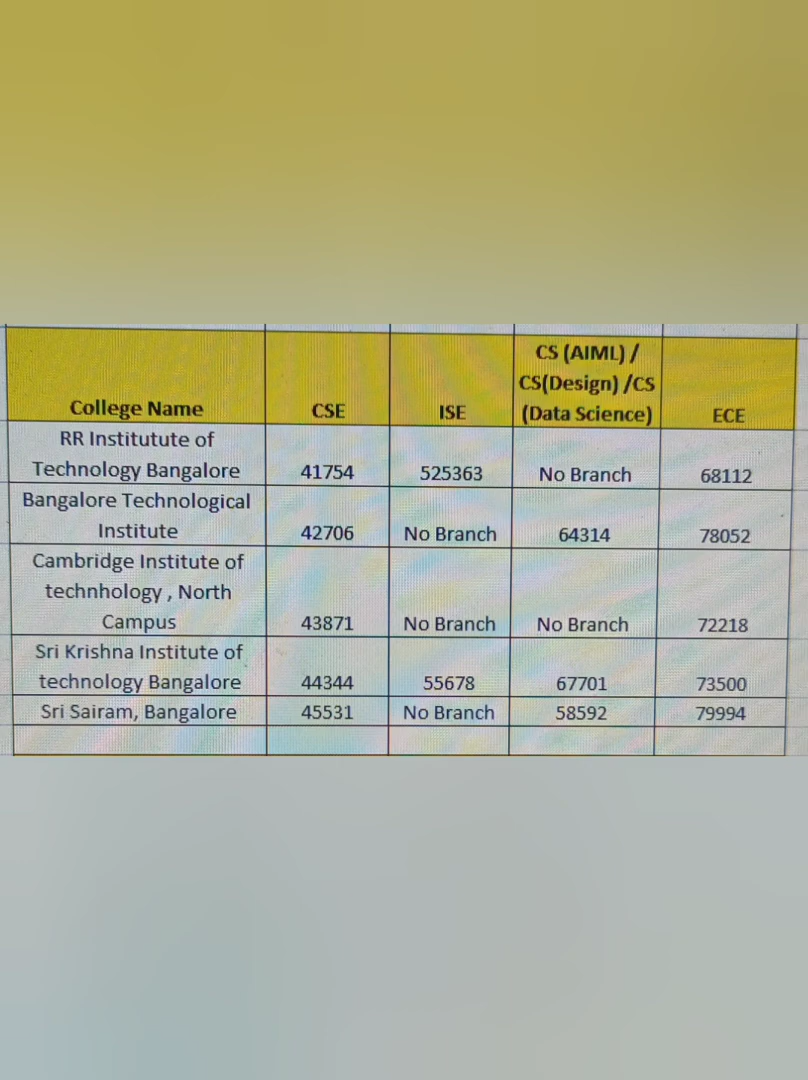 College Name CSE ISE CS (AIML) / CS(Design) /CS (Data Science) ECE
RR Institutute of
Technology Bangalore 41754 525363 No Branch 68112
Bangalore Technological
Institute 42706 No Branch 64314 78052
Cambridge Institute of
technhology , North
Campus 43871 No Branch No Branch 72218
Sri Krishna Institute of
technology Bangalore 44344 55678 67701 73500
Sri Sairam, Bangalore 45531 No Branch 58592 79994